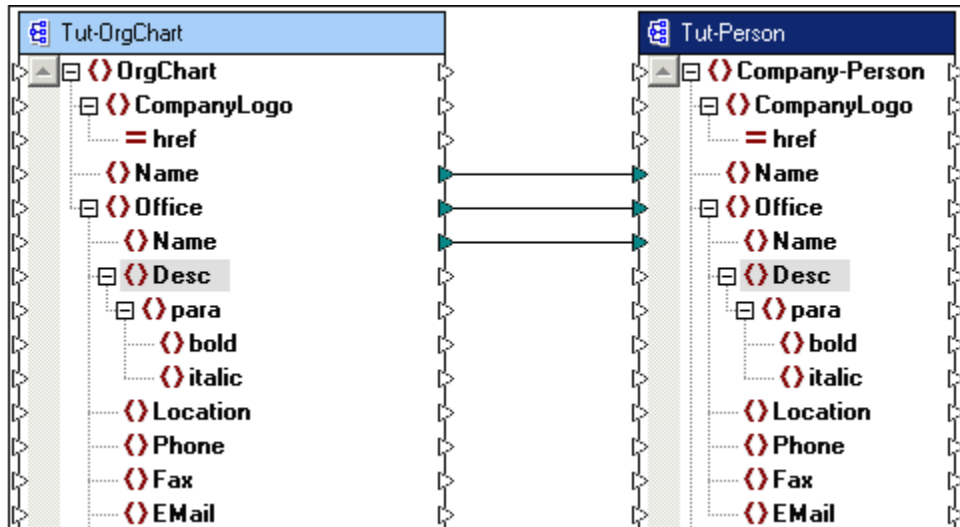 Tut-OrgChart
OrgChart
CompanyLogo
href
Name
Office
Name
Desc
para
bold
italic
Location
Phone
Fax
EMail
Tut-Person
Company-Person
CompanyLogo
href
Name
Office
Name
Desc
para
bold
italic
Location
Phone
Fax
EMail